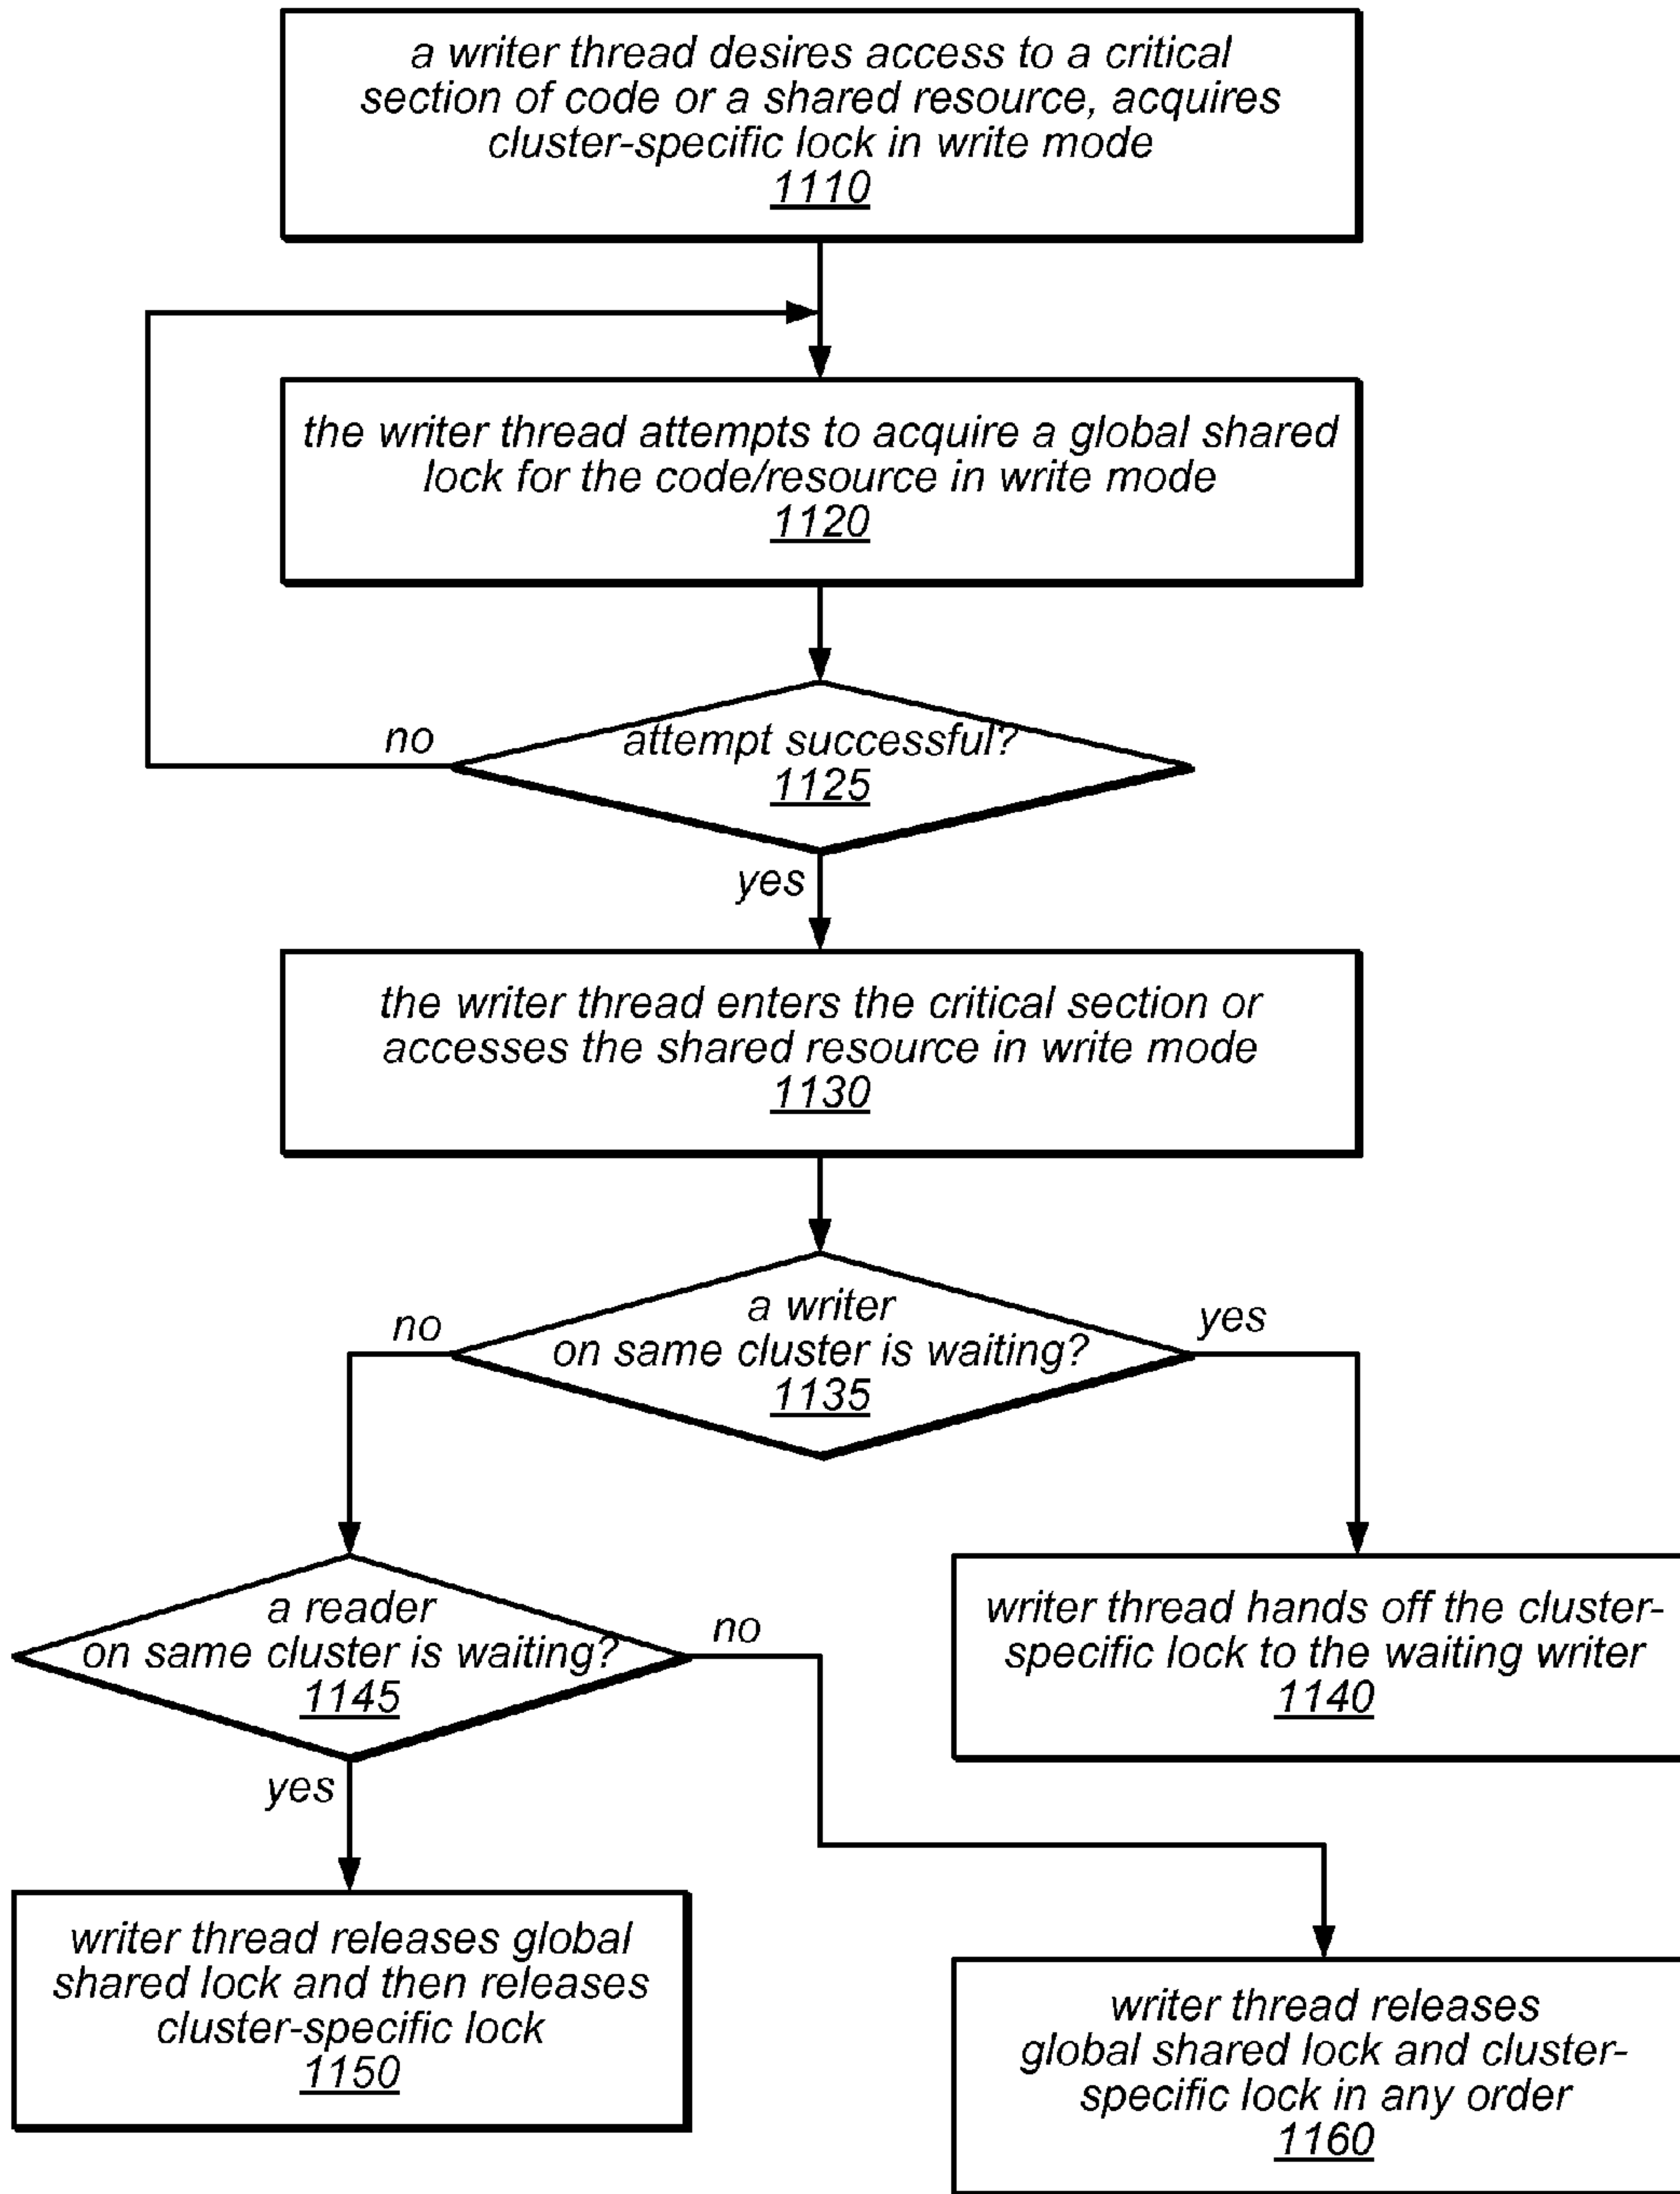 a writer thread desires access to a critical
section of code or a shared resource, acquires
cluster-specific lock in write mode
1110
the writer thread attempts to acquire a global shared
lock for the code/resource in write mode
1120
no
attempt successful?
1125
yes
the writer thread enters the critical section or
accesses the shared resource in write mode
1130
no
a writer
on same cluster is waiting?
1135
yes
a reader
on same cluster is waiting?
1145
no
yes
writer thread hands off the cluster-
specific lock to the waiting writer
1140
writer thread releases global
shared lock and then releases
cluster-specific lock
1150
writer thread releases
global shared lock and cluster-
specific lock in any order
1160